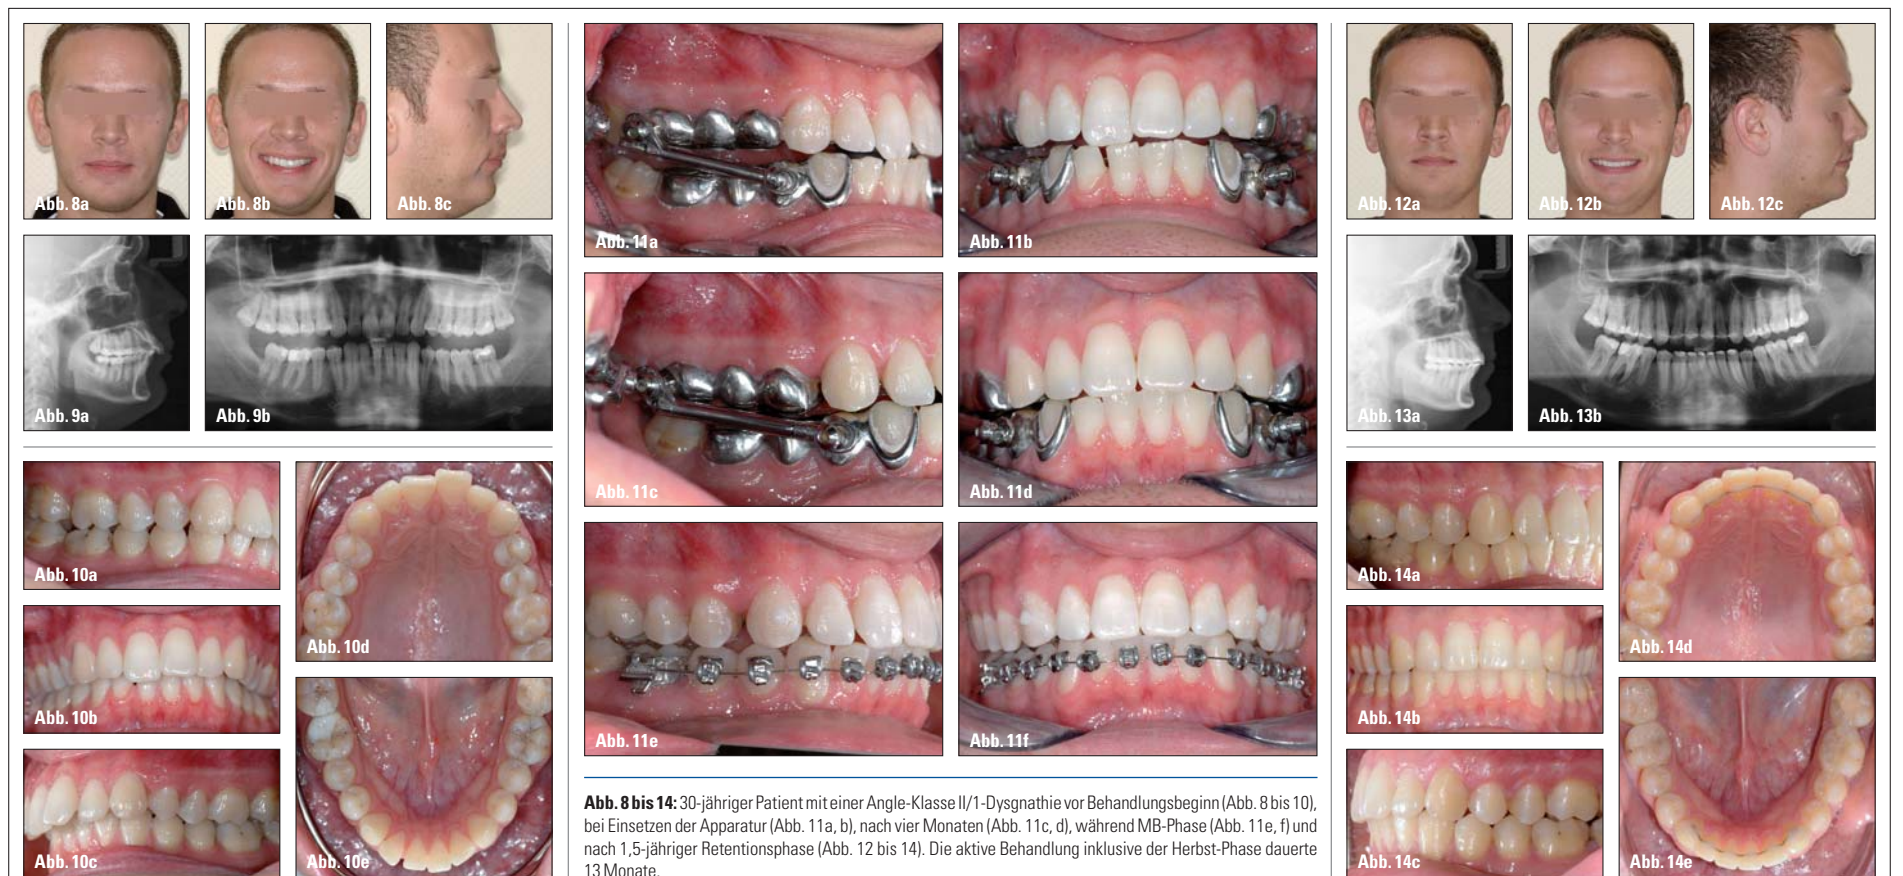 Abb. 8a
Abb. 8b
Abb. 8c
Abb. 9a
Abb. 9b
Abb. 10a
Abb. 10b
Abb. 10c
Abb. 10d
Abb. 10e
Abb. 11a
Abb. 11b
Abb. 11c
Abb. 11d
Abb. 11e
Abb. 11f
Abb. 8 bis 14: 30-jähriger Patient mit einer Angle-Klasse II/1-Dysgnathie vor Behandlungsbeginn (Abb. 8 bis 10),
bei Einsetzen der Apparatur (Abb. 11a, b), nach vier Monaten (Abb. 11c, d), während MB-Phase (Abb. 11e, f) und
nach 1,5-jähriger Retentionsphase (Abb. 12 bis 14). Die aktive Behandlung inklusive der Herbst-Phase dauerte
13 Monate.
Abb. 12a
Abb. 12b
Abb. 12c
Abb. 13a
Abb. 13b
Abb. 14a
Abb. 14b
Abb. 14c
Abb. 14d
Abb. 14e